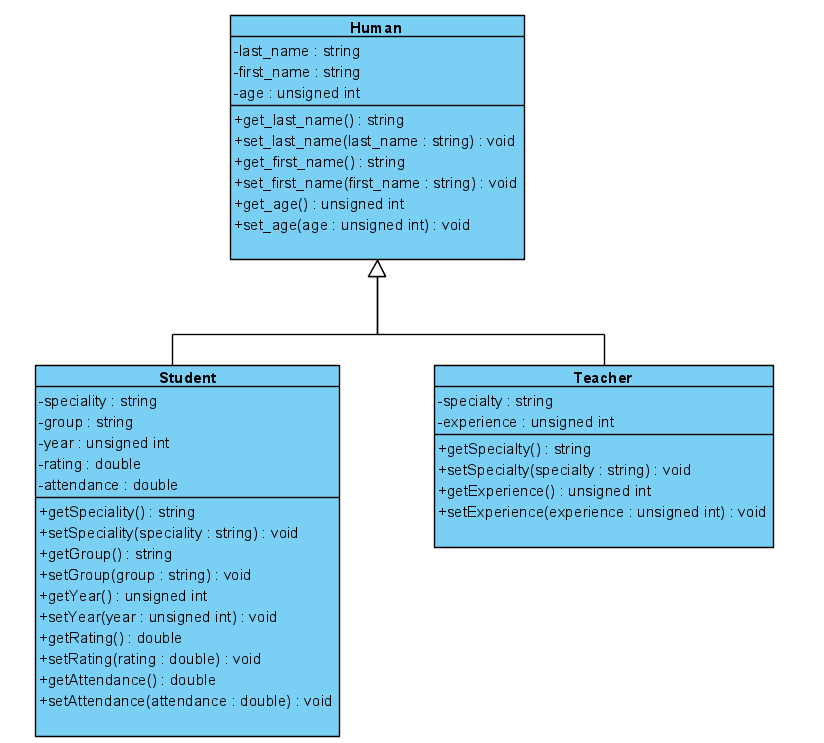 Human
-last_name : string
-first_name : string
-age : unsigned int
+get_last_name() : string
+set_last_name(last_name : string) : void
+get_first_name() : string
+set_first_name(first_name : string) : void
+get_age() : unsigned int
+set_age(age : unsigned int) : void
Student
-speciality : string
-group : string
-year : unsigned int
-rating : double
-attendance : double
+getSpeciality() : string
+setSpeciality(speciality : string) : void
+getGroup() : string
+setGroup(group : string) : void
+getYear() : unsigned int
+setYear(year : unsigned int) : void
+getRating() : double
+setRating(rating : double) : void
+getAttendance() : double
+setAttendance(attendance : double) : void
Teacher
-specialty : string
-experience : unsigned int
+getSpecialty() : string
+setSpecialty(specialty : string) : void
+getExperience() : unsigned int
+setExperience(experience : unsigned int) : void